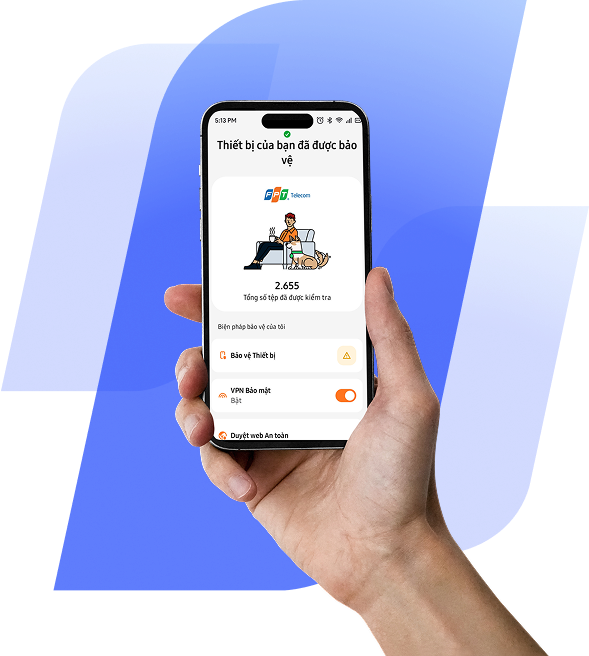 5:13 PM
Thiết bị của bạn đã được bảo
vệ
FPT Telecom
2.655
Tổng số tệp đã được kiểm tra
Biện pháp bảo vệ của tôi
Bảo vệ Thiết bị
VPN Bảo mật
Bật
Duyệt web An toàn